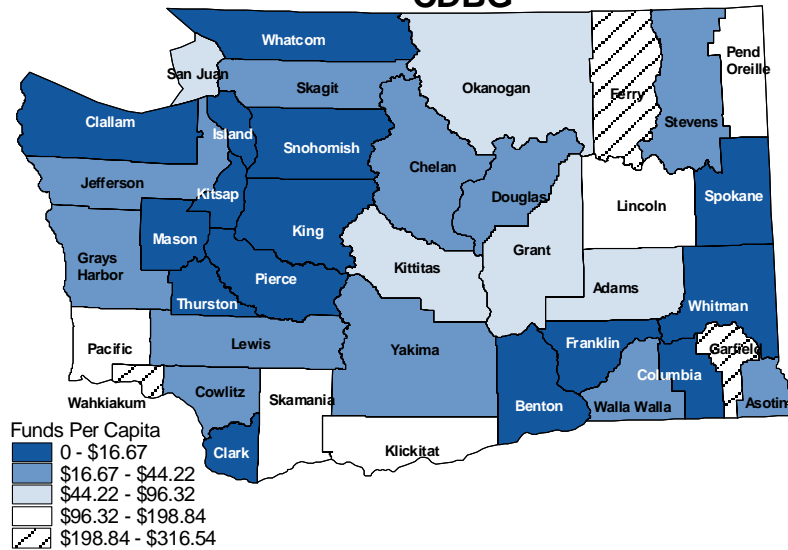 CDBG
Whatcom
San Juan
Skagit
Okanogan
Ferry
Pend
Oreille
Stevens
Clallam
Island
Snohomish
Chelan
Jefferson
Kitsap
Douglas
Lincoln
Spokane
Mason
King
Grays
Harbor
Grant
Kittitas
Pierce
Adams
Thurston
Whitman
Pacific
Lewis
Yakima
Franklin
Garfield
Columbia
Wahkiakum
Cowlitz
Skamania
Benton
Walla Walla
Asotin
Clark
Klickitat
Funds Per Capita
0 - $16.67
$16.67 - $44.22
$44.22 - $96.32
$96.32 - $198.84
$198.84 - $316.54